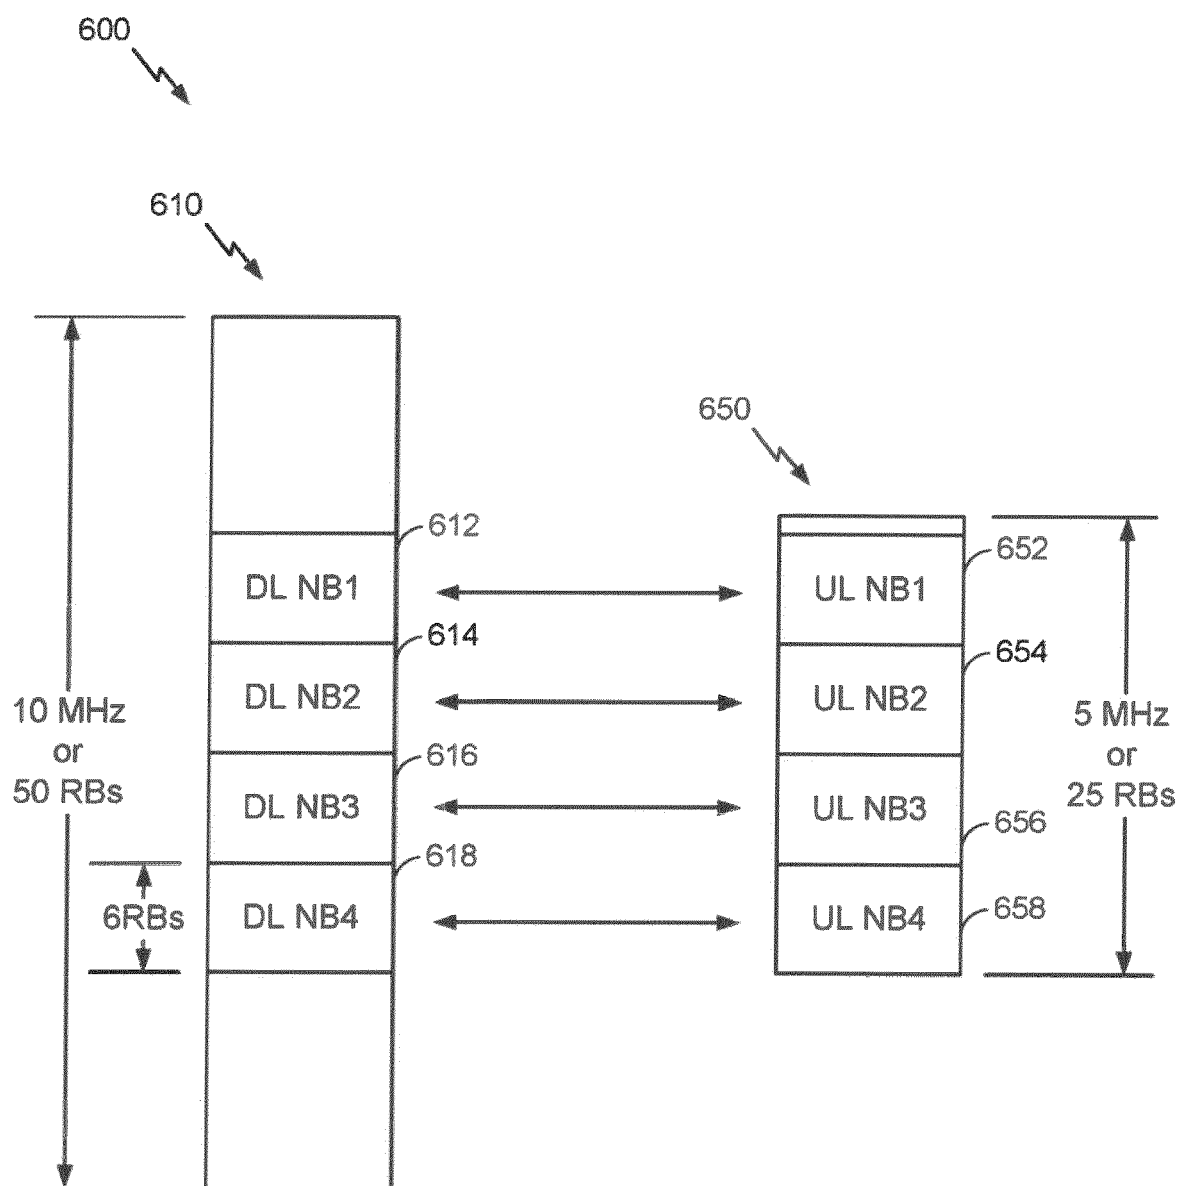 600
610
650
612
652
DL NB1
UL NB1
614
654
DL NB2
UL NB2
10 MHz
or
50 RBs
5 MHz
or
25 RBs
616
DL NB3
UL NB3
656
618
6RBs
DL NB4
UL NB4
658